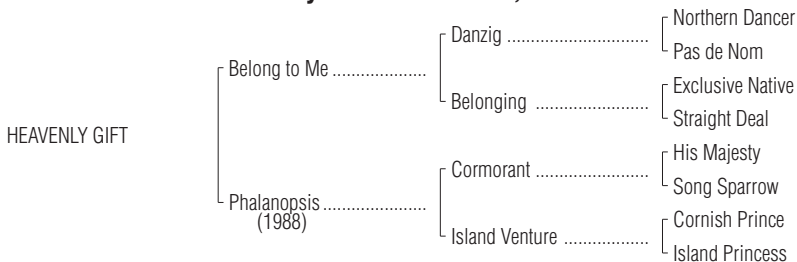 Northern Dancer
Danzig ..............................
Pas de Nom
Belong to Me ....................
Exclusive Native
Belonging ........................
Straight Deal
HEAVENLY GIFT
His Majesty
Cormorant ........................
Song Sparrow
Phalanopsis ......................
(1988)
Cornish Prince
Island Venture ..................
Island Princess